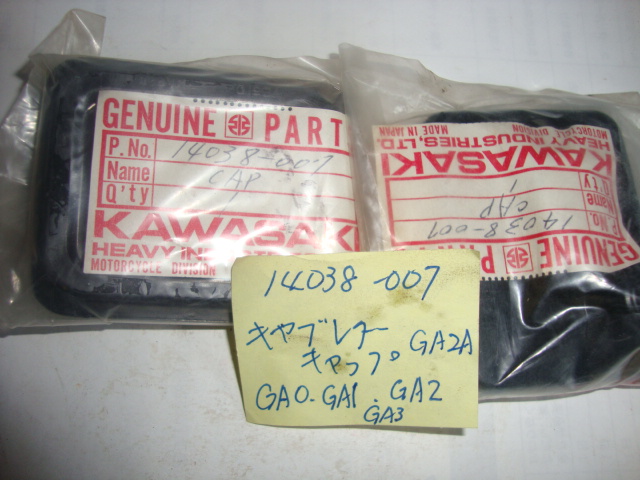 GENUINE PART
P. No. 14038-007
Name CAP
Q'ty
KAWASAKI
HEAVY IN
MOTORCYCLE DIVISION
GENUINE PA
P. No. 14038-007
Name CAP
Q'ty 1
KAWASAKI
HEAVY INDUSTRIES, LTD.
MOTORCYCLE DIVISION
MADE IN JAPAN
14038-007
キャブレター
キャップ GA2A
GA0.GA1.GA2
GA3